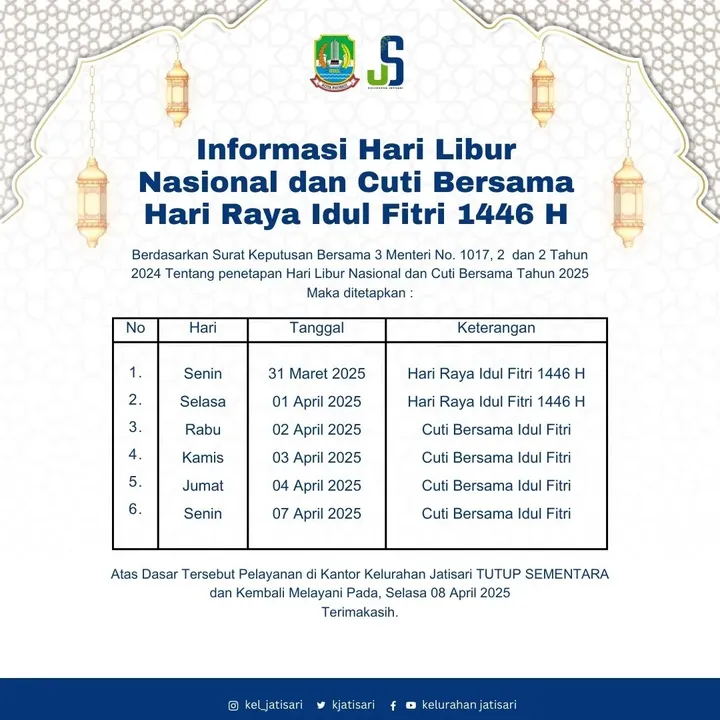 KOTA PATRIOT
JS
Informasi Hari Libur
Nasional dan Cuti Bersama
Hari Raya Idul Fitri 1446 H
Berdasarkan Surat Keputusan Bersama 3 Menteri No. 1017, 2 dan 2 Tahun
2024 Tentang penetapan Hari Libur Nasional dan Cuti Bersama Tahun 2025
Maka ditetapkan :
No Hari Tanggal Keterangan
1. Senin 31 Maret 2025 Hari Raya Idul Fitri 1446 H
2. Selasa 01 April 2025 Hari Raya Idul Fitri 1446 H
3. Rabu 02 April 2025 Cuti Bersama Idul Fitri
4. Kamis 03 April 2025 Cuti Bersama Idul Fitri
5. Jumat 04 April 2025 Cuti Bersama Idul Fitri
6. Senin 07 April 2025 Cuti Bersama Idul Fitri
Atas Dasar Tersebut Pelayanan di Kantor Kelurahan Jatisari TUTUP SEMENTARA
dan Kembali Melayani Pada, Selasa 08 April 2025
Terimakasih.
kel_jatisari kjatisari kelurahan jatisari